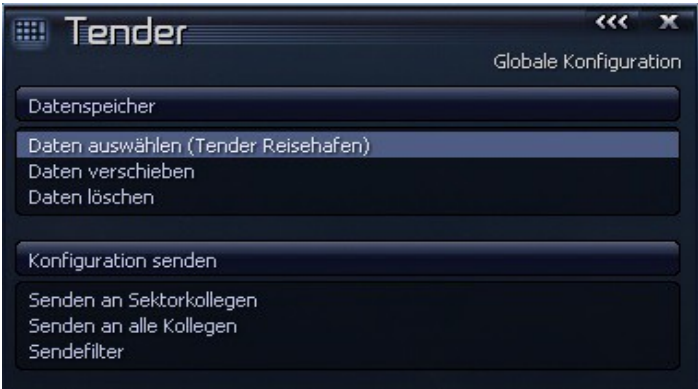 Tender
Globale Konfiguration
Datenspeicher
Daten auswählen (Tender Reisehafen)
Daten verschieben
Daten löschen
Konfiguration senden
Senden an Sektorkollegen
Senden an alle Kollegen
Sendefilter